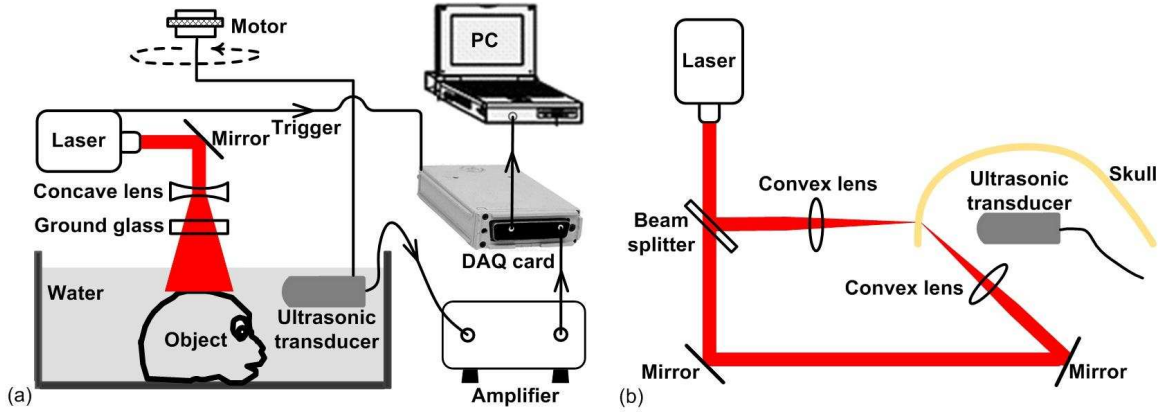 Motor
PC
Laser
Mirror
Trigger
Concave lens
Ground glass
DAQ card
Water
Object
Ultrasonic
transducer
Amplifier
(a)
Laser
Convex lens
Skull
Ultrasonic
transducer
Beam
splitter
Convex lens
Mirror
Mirror
(b)